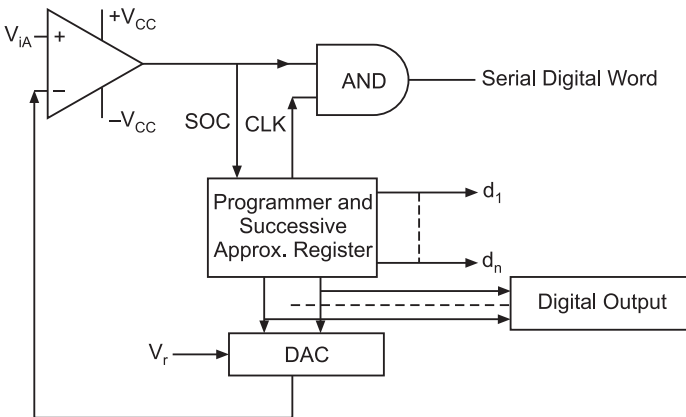 +V_CC
V_iA
+
−
−V_CC
AND
Serial Digital Word
SOC
CLK
Programmer and
Successive
Approx. Register
d_1
d_n
Digital Output
V_r
DAC